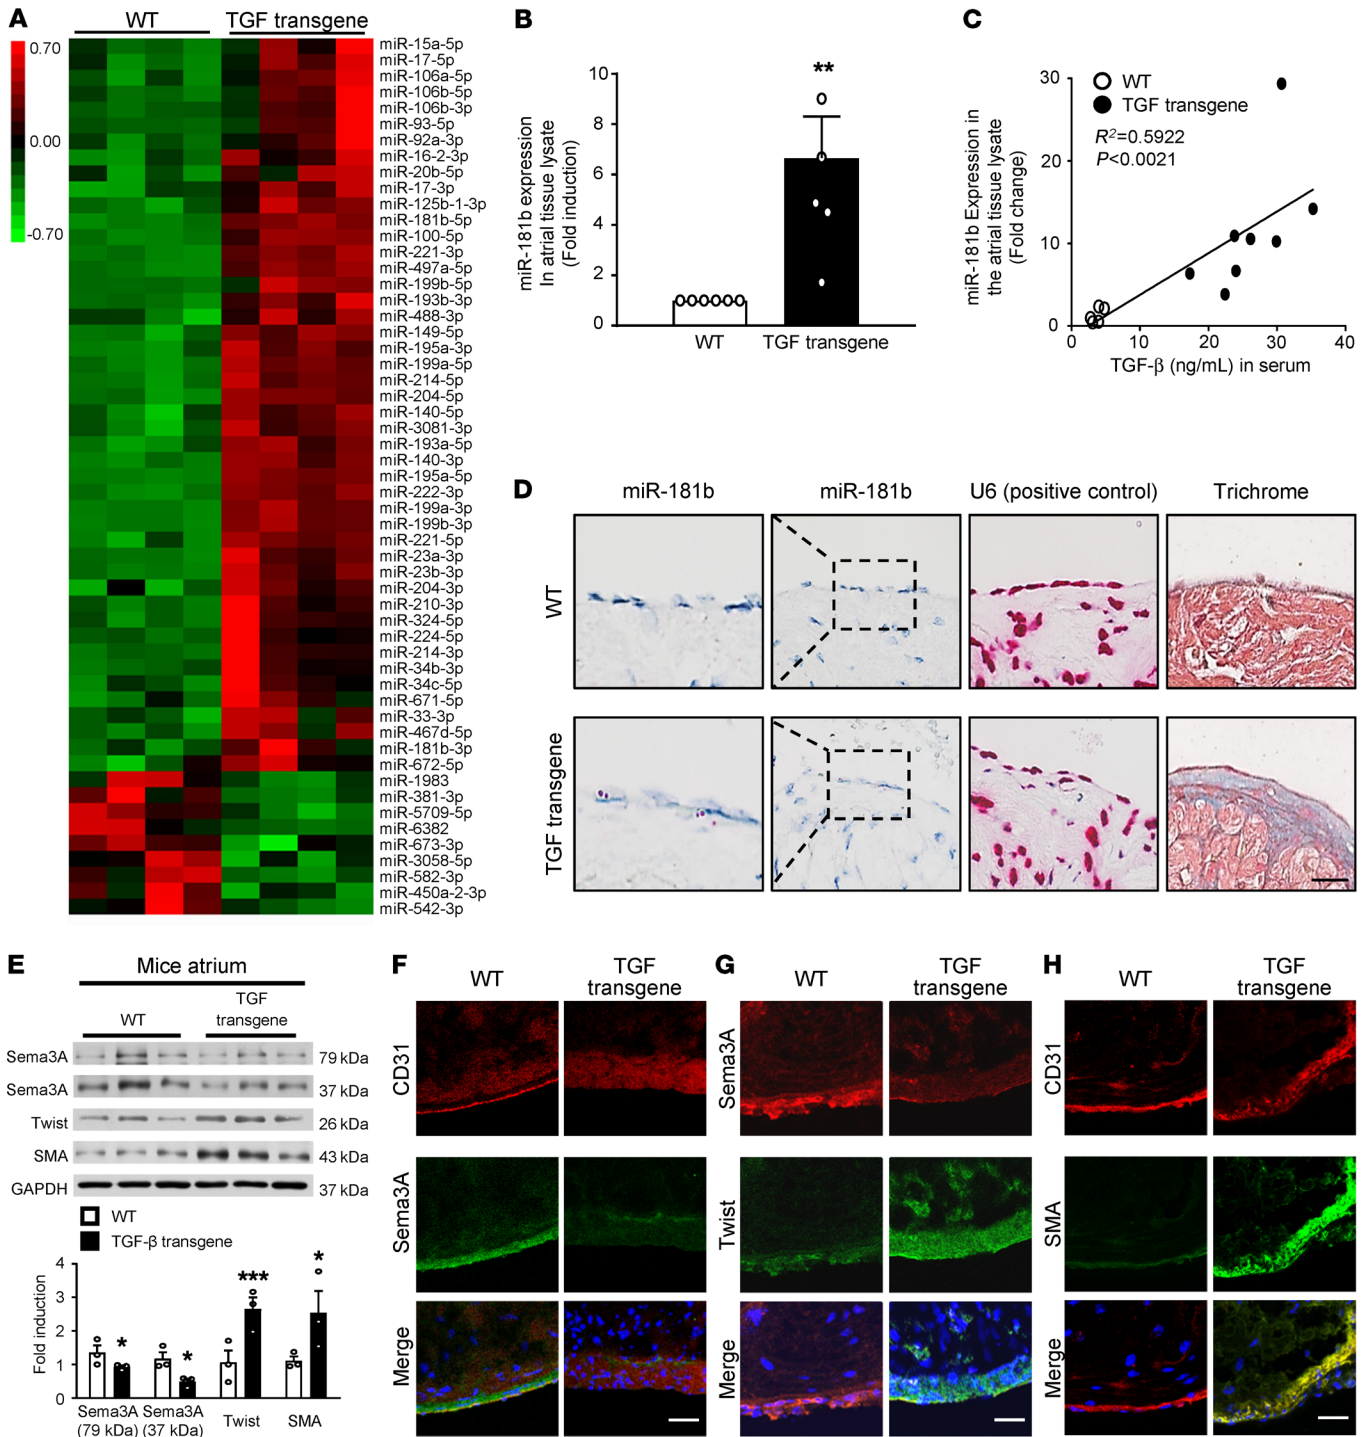 A
WT
TGF transgene
0.70
0.00
-0.70
miR-15a-5p
miR-17-5p
miR-106a-5p
miR-106b-5p
miR-106b-3p
miR-93-5p
miR-92a-3p
miR-16-2-3p
miR-20b-5p
miR-17-3p
miR-125b-1-3p
miR-181b-5p
miR-100-5p
miR-221-3p
miR-497a-5p
miR-199b-5p
miR-193b-3p
miR-488-3p
miR-149-5p
miR-195a-3p
miR-199a-5p
miR-214-5p
miR-204-5p
miR-140-5p
miR-3081-3p
miR-193a-5p
miR-140-3p
miR-195a-5p
miR-222-3p
miR-199a-3p
miR-199b-3p
miR-221-5p
miR-23a-3p
miR-23b-3p
miR-204-3p
miR-210-3p
miR-324-5p
miR-224-5p
miR-214-3p
miR-34b-3p
miR-34c-5p
miR-671-5p
miR-33-3p
miR-467d-5p
miR-181b-3p
miR-672-5p
miR-1983
miR-381-3p
miR-5709-5p
miR-6382
miR-673-3p
miR-3058-5p
miR-582-3p
miR-450a-2-3p
miR-542-3p
B
miR-181b expression
In atrial tissue lysate
(Fold induction)
10
8
6
4
2
0
**
WT
TGF transgene
C
miR-181b Expression in
the atrial tissue lysate
(Fold change)
30
20
10
0
WT
TGF transgene
R²=0.5922
P<0.0021
0 10 20 30 40
TGF-β (ng/mL) in serum
D
miR-181b
miR-181b
U6 (positive control)
Trichrome
WT
TGF transgene
E
Mice atrium
WT
TGF
transgene
Sema3A 79 kDa
Sema3A 37 kDa
Twist 26 kDa
SMA 43 kDa
GAPDH 37 kDa
WT
TGF-β transgene
Fold induction
4
3
2
1
0
*
*
***
*
Sema3A
(79 kDa)
Sema3A
(37 kDa)
Twist
SMA
F
WT
TGF
transgene
CD31
Sema3A
Merge
G
WT
TGF
transgene
Sema3A
Twist
Merge
H
WT
TGF
transgene
CD31
SMA
Merge